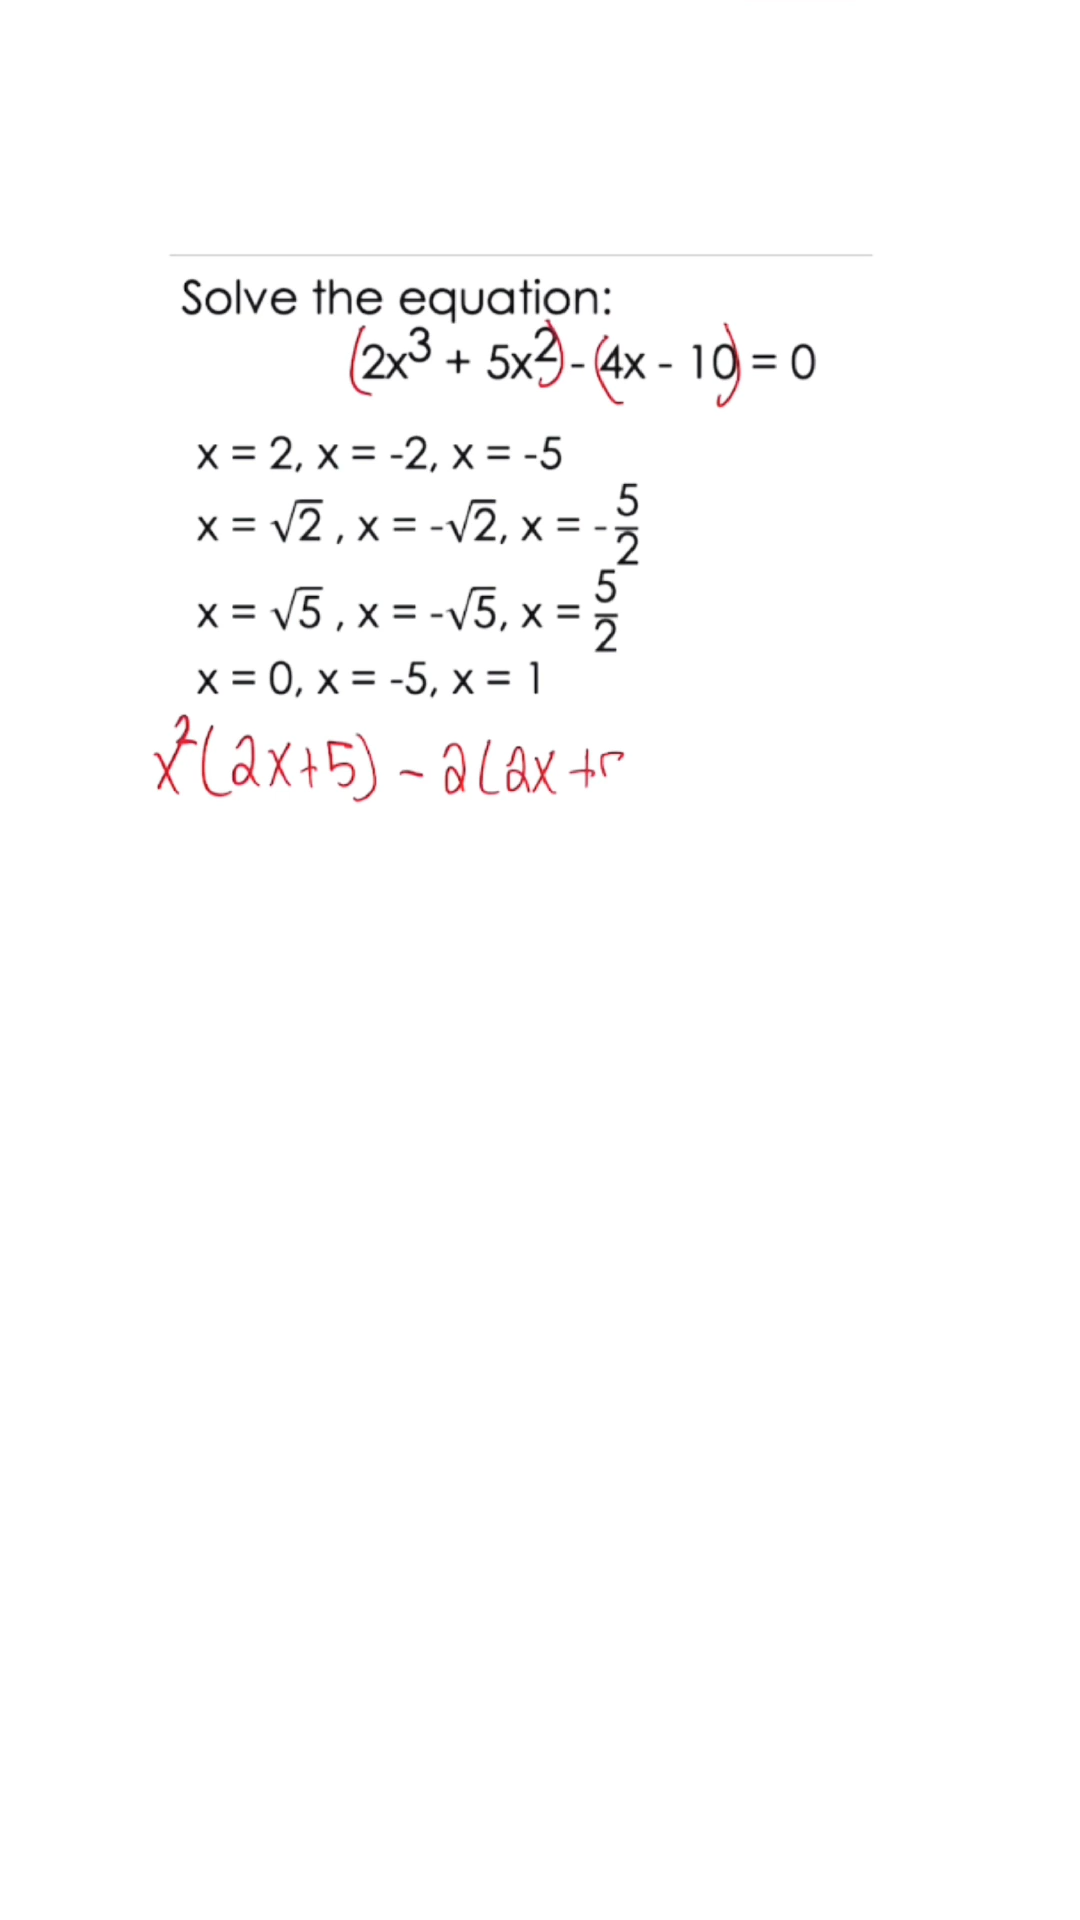 Solve the equation:
(2x³ + 5x²) - (4x - 10) = 0
x = 2, x = -2, x = -5
x = √2 , x = -√2, x = -5/2
x = √5 , x = -√5, x = 5/2
x = 0, x = -5, x = 1
x²(2x+5) - 2(2x +